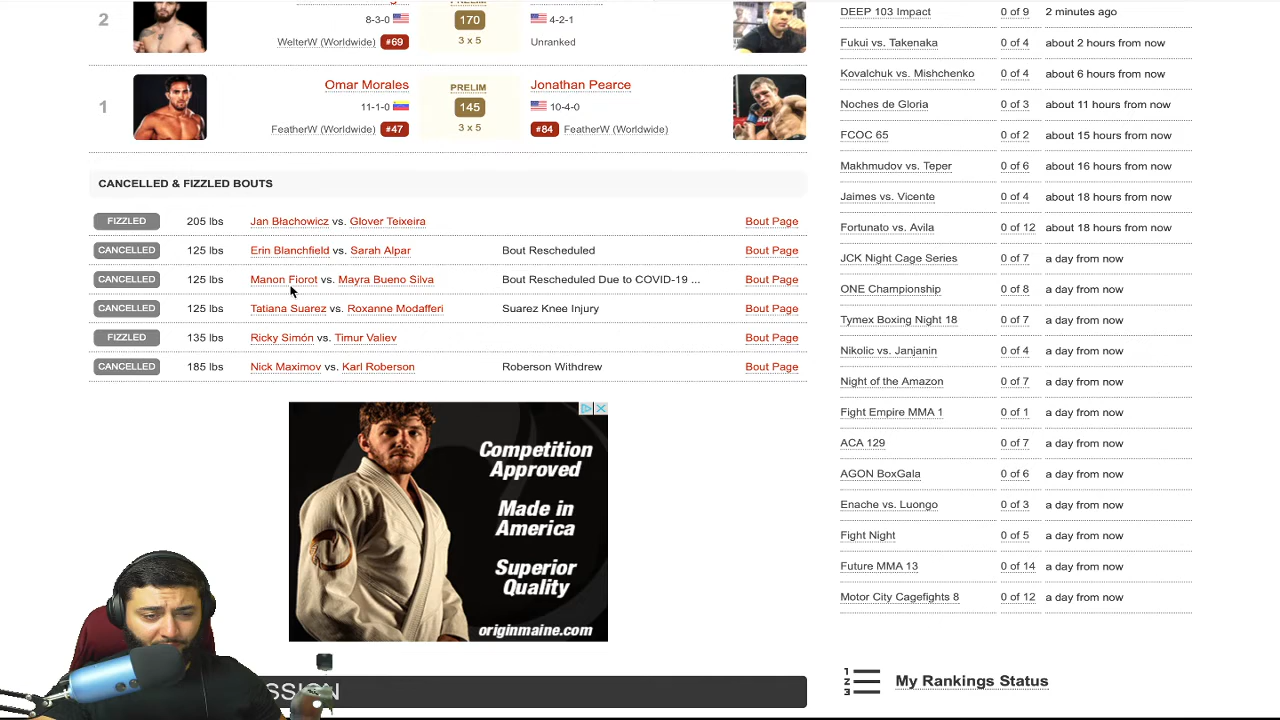 2
8-3-0
WelterW (Worldwide) #69
170
3 x 5
4-2-1
Unranked
1
Omar Morales
11-1-0
FeatherW (Worldwide) #47
PRELIM
145
3 x 5
Jonathan Pearce
10-4-0
#84 FeatherW (Worldwide)
CANCELLED & FIZZLED BOUTS
FIZZLED 205 lbs Jan Błachowicz vs. Glover Teixeira Bout Page
CANCELLED 125 lbs Erin Blanchfield vs. Sarah Alpar Bout Rescheduled Bout Page
CANCELLED 125 lbs Manon Fiorot vs. Mayra Bueno Silva Bout Rescheduled Due to COVID-19 ... Bout Page
CANCELLED 125 lbs Tatiana Suarez vs. Roxanne Modafferi Suarez Knee Injury Bout Page
FIZZLED 135 lbs Ricky Simón vs. Timur Valiev Bout Page
CANCELLED 185 lbs Nick Maximov vs. Karl Roberson Roberson Withdrew Bout Page
Competition
Approved
Made in
America
Superior
Quality
originmaine.com
SSION
DEEP 103 Impact 0 of 9 2 minutes ago
Fukui vs. Takenaka 0 of 4 about 2 hours from now
Kovalchuk vs. Mishchenko 0 of 4 about 6 hours from now
Noches de Gloria 0 of 3 about 11 hours from now
FCOC 65 0 of 2 about 15 hours from now
Makhmudov vs. Teper 0 of 6 about 16 hours from now
Jaimes vs. Vicente 0 of 4 about 18 hours from now
Fortunato vs. Avila 0 of 12 about 18 hours from now
JCK Night Cage Series 0 of 7 a day from now
ONE Championship 0 of 8 a day from now
Tymex Boxing Night 18 0 of 7 a day from now
Nikolic vs. Janjanin 0 of 4 a day from now
Night of the Amazon 0 of 7 a day from now
Fight Empire MMA 1 0 of 1 a day from now
ACA 129 0 of 7 a day from now
AGON BoxGala 0 of 6 a day from now
Enache vs. Luongo 0 of 3 a day from now
Fight Night 0 of 5 a day from now
Future MMA 13 0 of 14 a day from now
Motor City Cagefights 8 0 of 12 a day from now
My Rankings Status